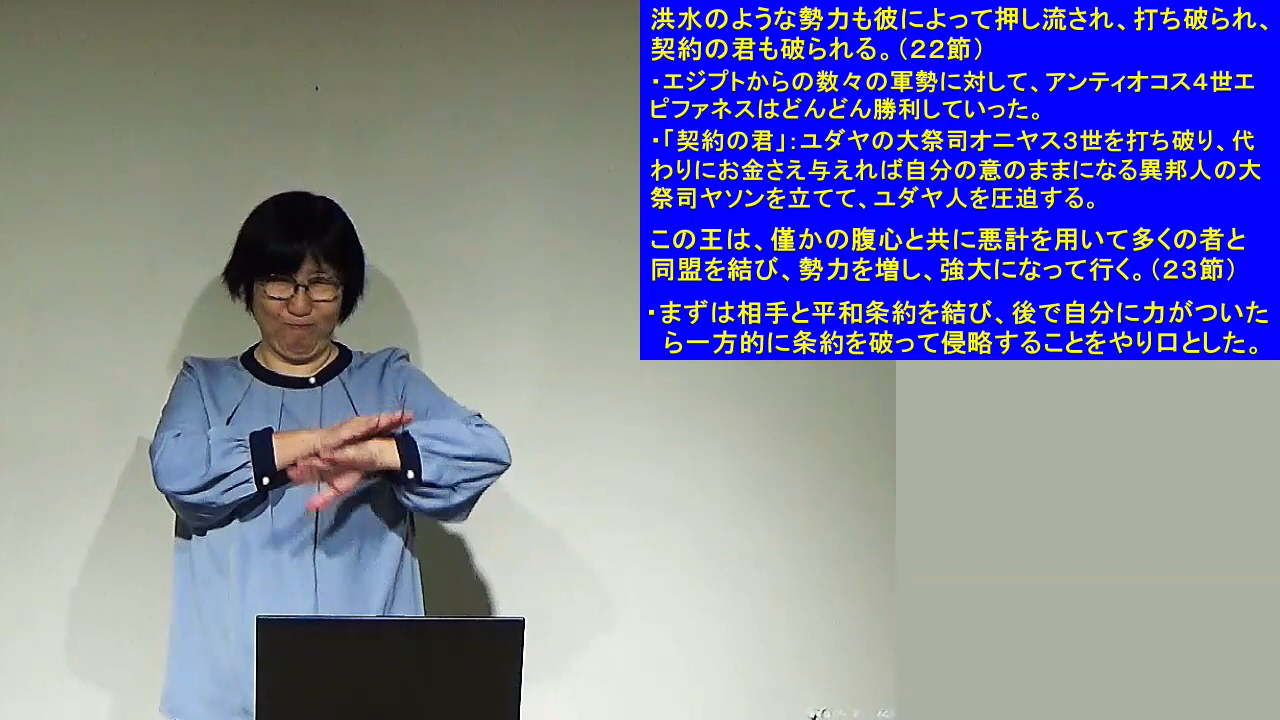 洪水のような勢力も彼によって押し流され、打ち破られ、
契約の君も破られる。（２２節）
・エジプトからの数々の軍勢に対して、アンティオコス４世エ
ピファネスはどんどん勝利していった。
・「契約の君」：ユダヤの大祭司オニヤス３世を打ち破り、代
わりにお金さえ与えれば自分の意のままになる異邦人の大
祭司ヤソンを立てて、ユダヤ人を圧迫する。
この王は、僅かの腹心と共に悪計を用いて多くの者と
同盟を結び、勢力を増し、強大になって行く。（２３節）
・まずは相手と平和条約を結び、後で自分に力がついた
ら一方的に条約を破って侵略することをやり口とした。